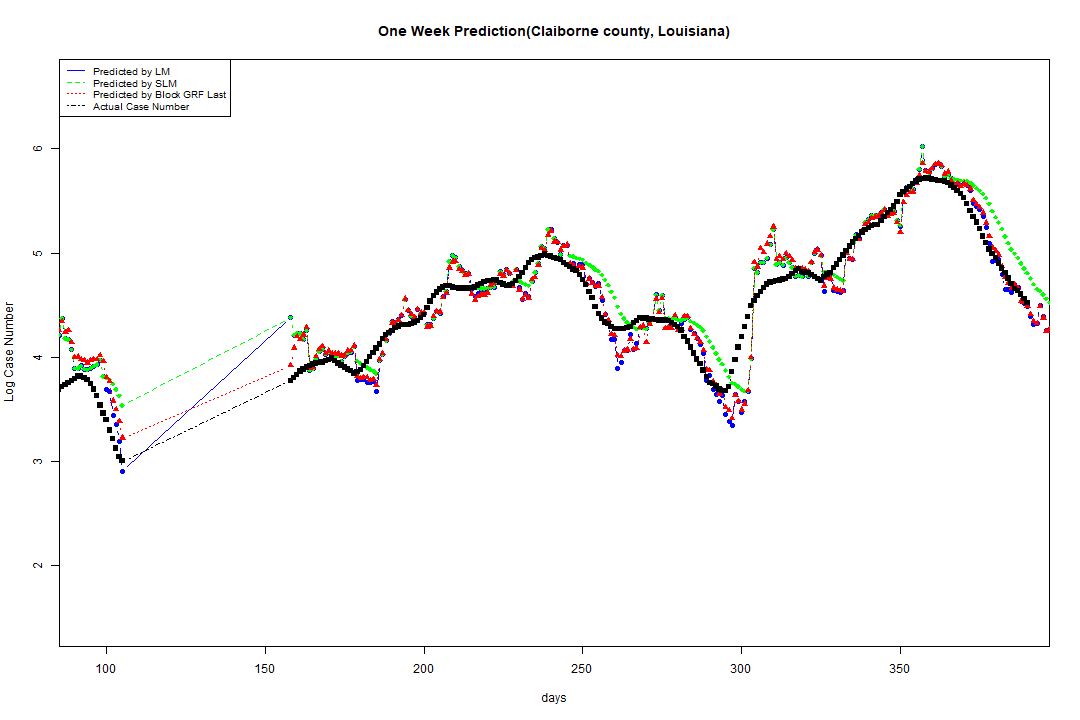 One Week Prediction(Claiborne county, Louisiana)
Predicted by LM
Predicted by SLM
Predicted by Block GRF Last
Actual Case Number
6
5
4
3
2
Log Case Number
100 150 200 250 300 350
days